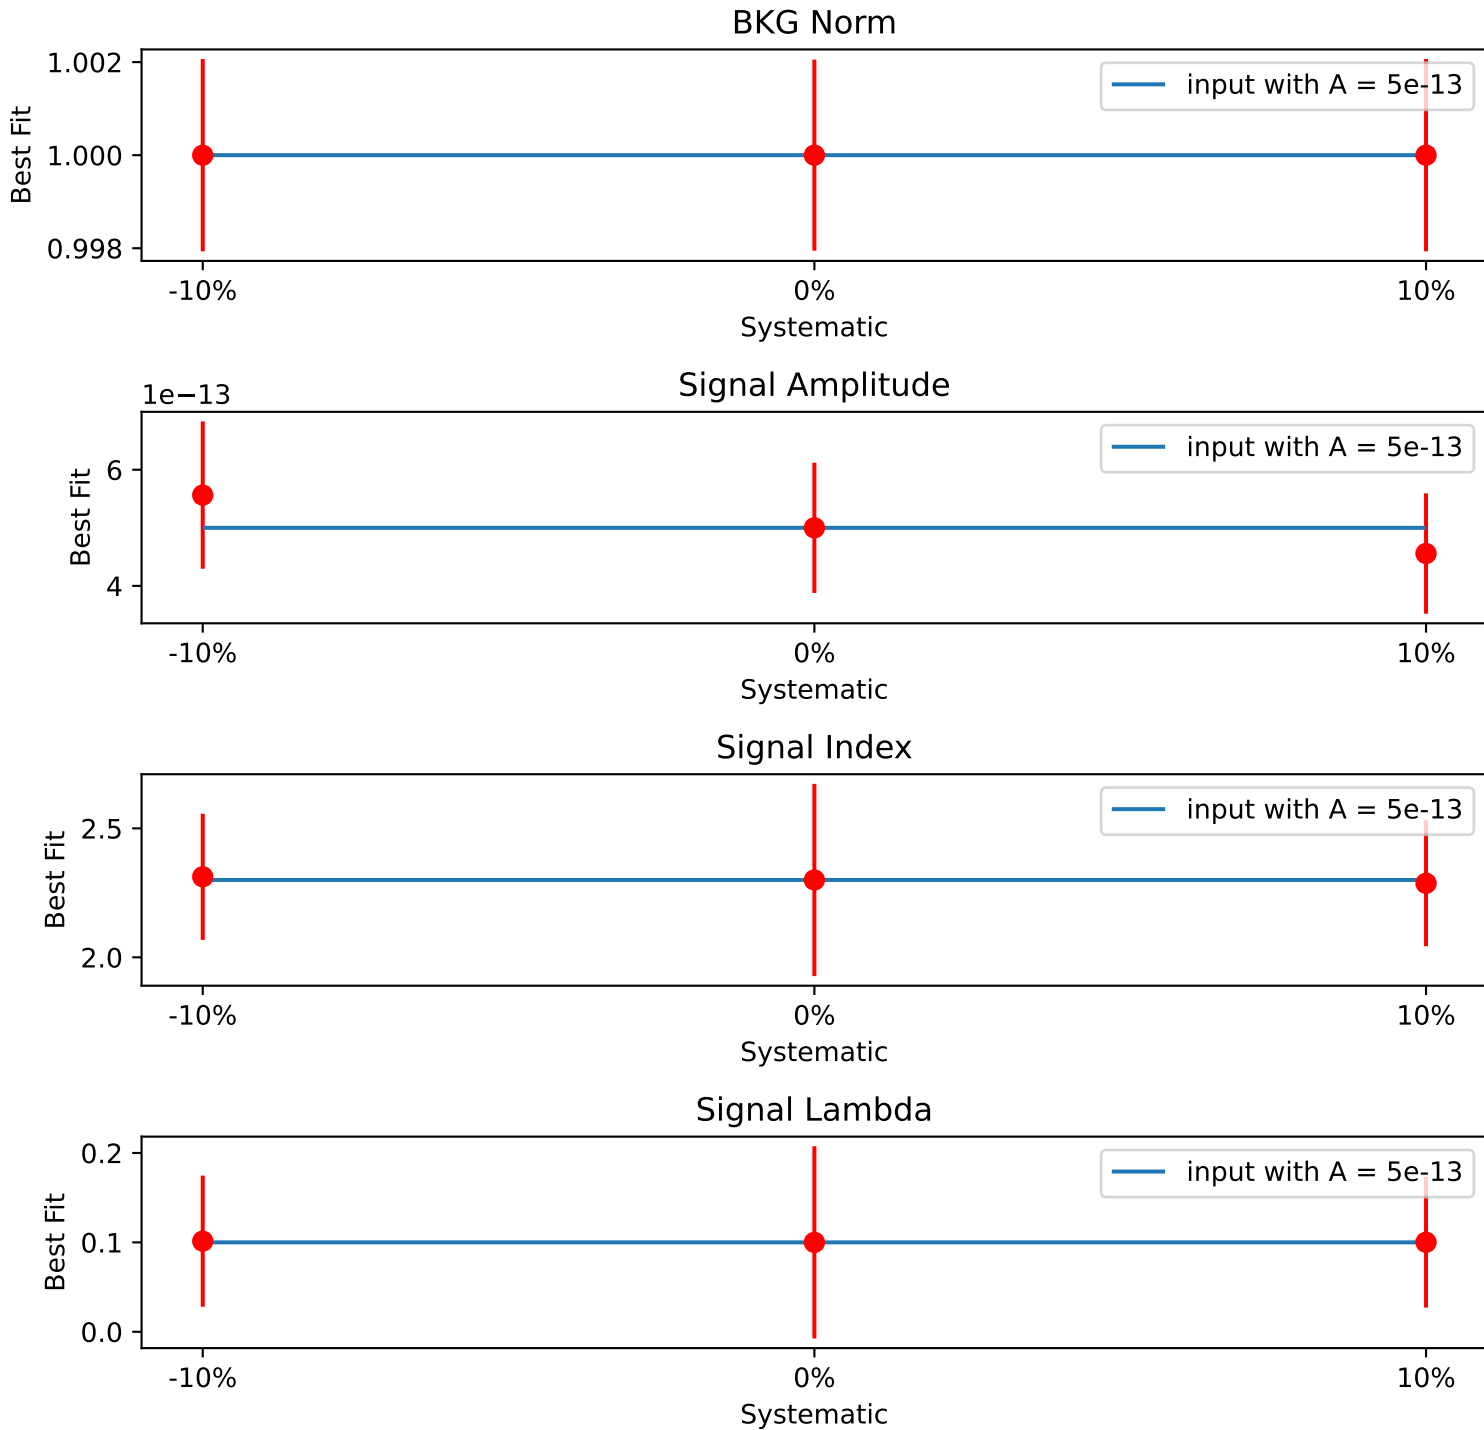 BKG Norm
1.002
1.000
0.998
Best Fit
input with A = 5e-13
-10% 0% 10%
Systematic
Signal Amplitude
1e−13
6
4
Best Fit
input with A = 5e-13
-10% 0% 10%
Systematic
Signal Index
2.5
2.0
Best Fit
input with A = 5e-13
-10% 0% 10%
Systematic
Signal Lambda
0.2
0.1
0.0
Best Fit
input with A = 5e-13
-10% 0% 10%
Systematic